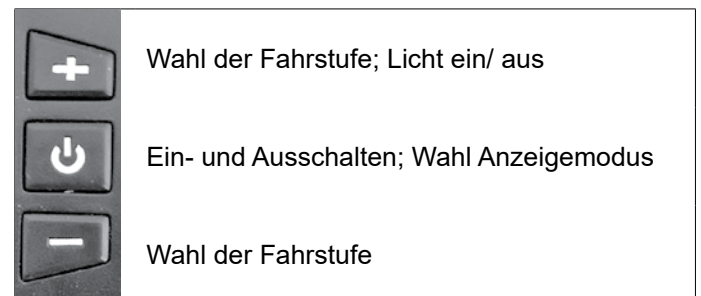 Wahl der Fahrstufe; Licht ein/ aus
Ein- und Ausschalten; Wahl Anzeigemodus
Wahl der Fahrstufe